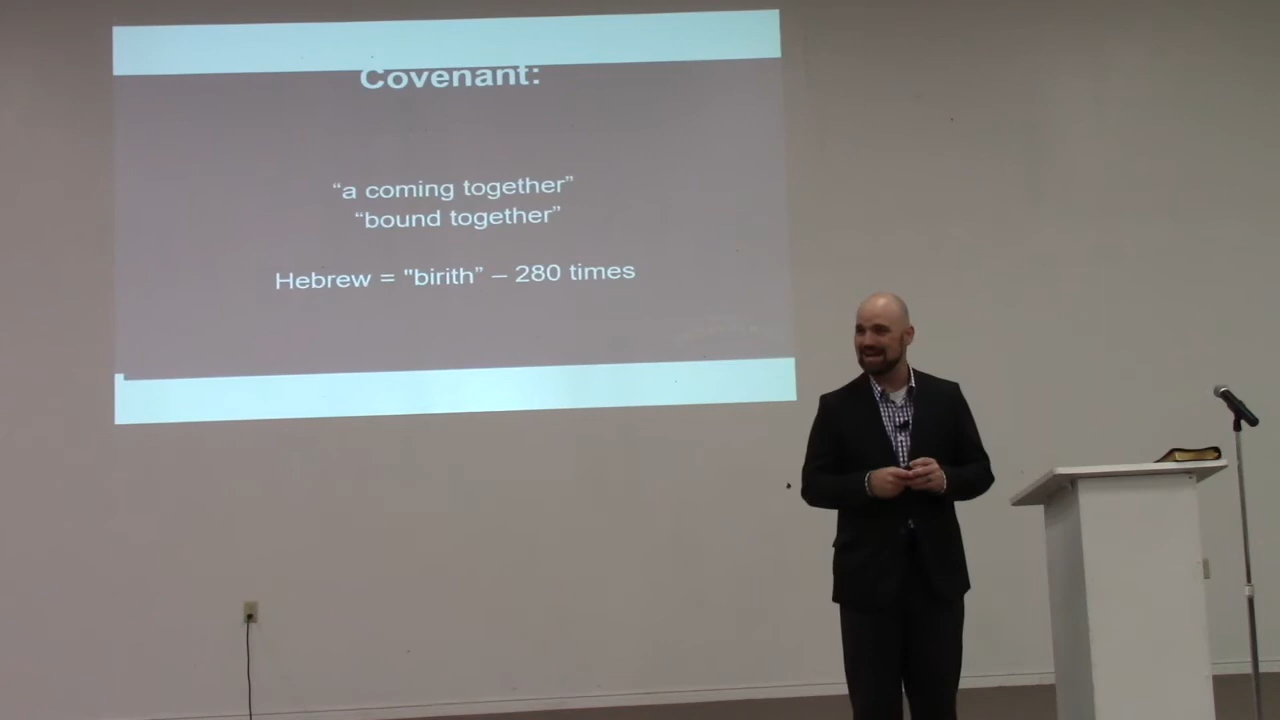 Covenant:
“a coming together”
“bound together”
Hebrew = "birith” – 280 times